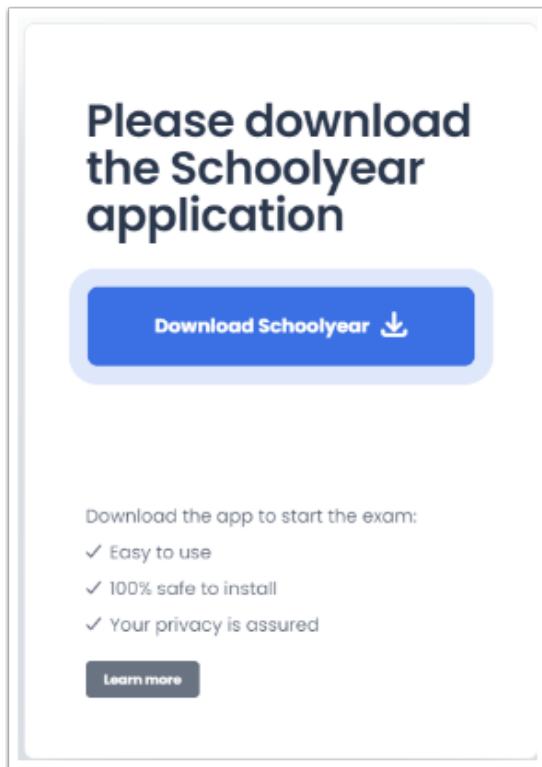 Please download
the Schoolyear
application
Download Schoolyear
Download the app to start the exam:
Easy to use
100% safe to install
Your privacy is assured
Learn more